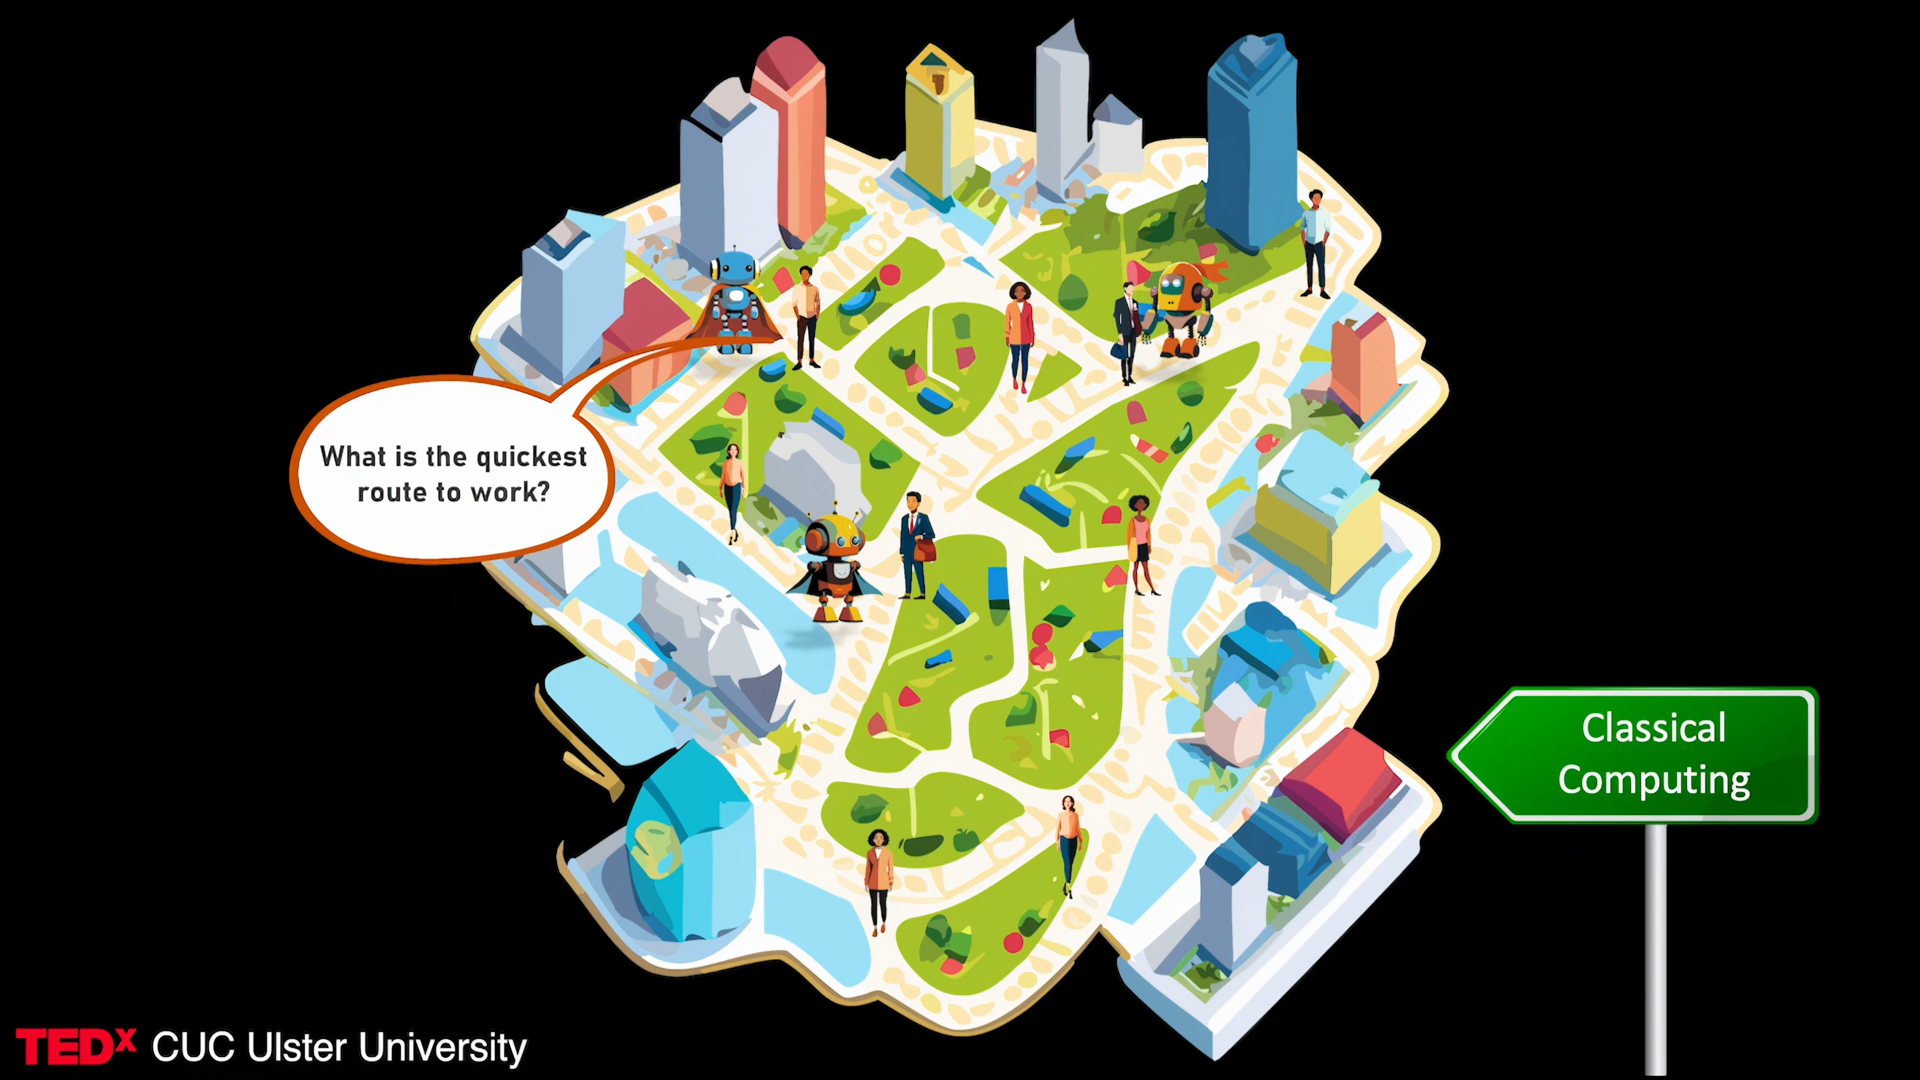 What is the quickest
route to work?
Classical
Computing
TEDx CUC Ulster University